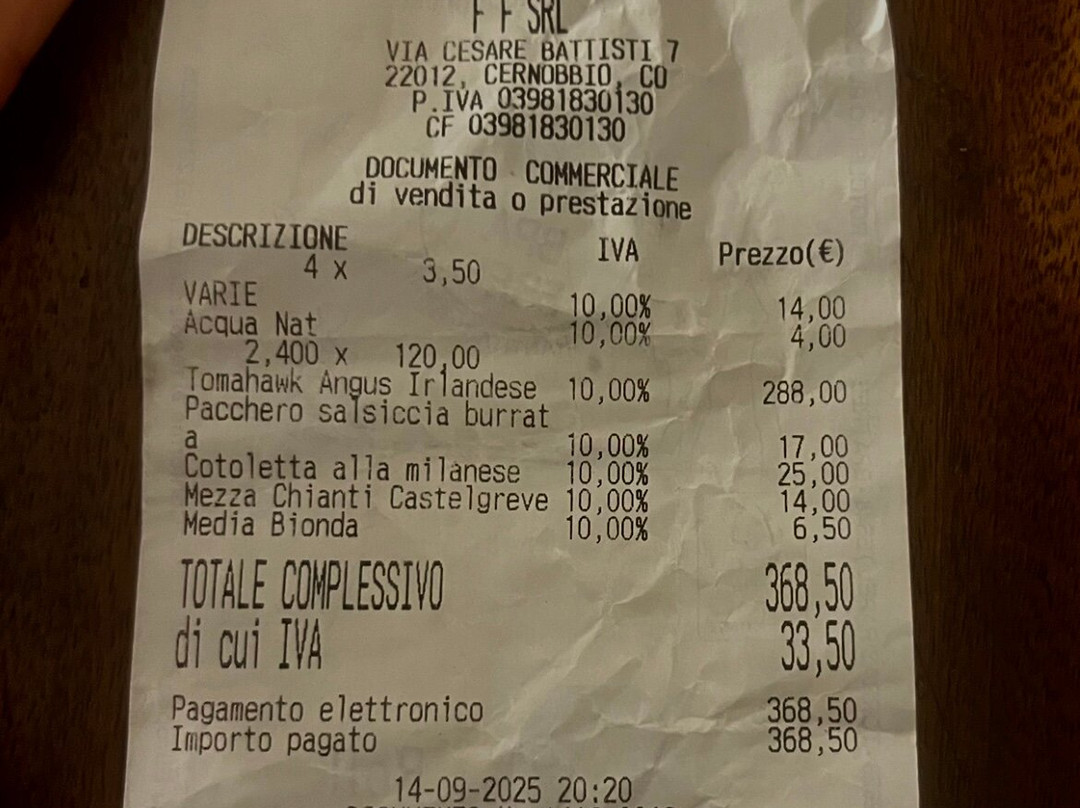 F F SRL
VIA CESARE BATTISTI 7
22012, CERNOBBIO, CO
P.IVA 03981830130
CF 03981830130
DOCUMENTO COMMERCIALE
di vendita o prestazione
DESCRIZIONE IVA Prezzo(€)
4 x 3,50
VARIE 10,00% 14,00
Acqua Nat 10,00% 4,00
2,400 x 120,00
Tomahawk Angus Irlandese 10,00% 288,00
Pacchero salsiccia burrat
a 10,00% 17,00
Cotoletta alla milanese 10,00% 25,00
Mezza Chianti Castelgreve 10,00% 14,00
Media Bionda 10,00% 6,50
TOTALE COMPLESSIVO 368,50
di cui IVA 33,50
Pagamento elettronico 368,50
Importo pagato 368,50
14-09-2025 20:20